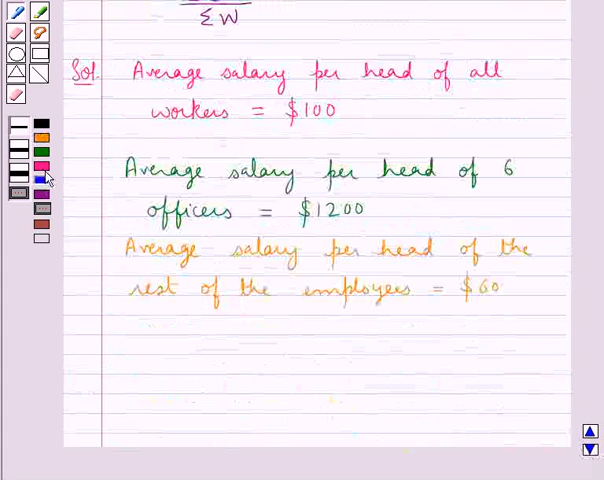 Σ W
Sol. Average salary per head of all
workers = $100
Average salary per head of 6
officers = $1200
Average salary per head of the
rest of the employees = $60